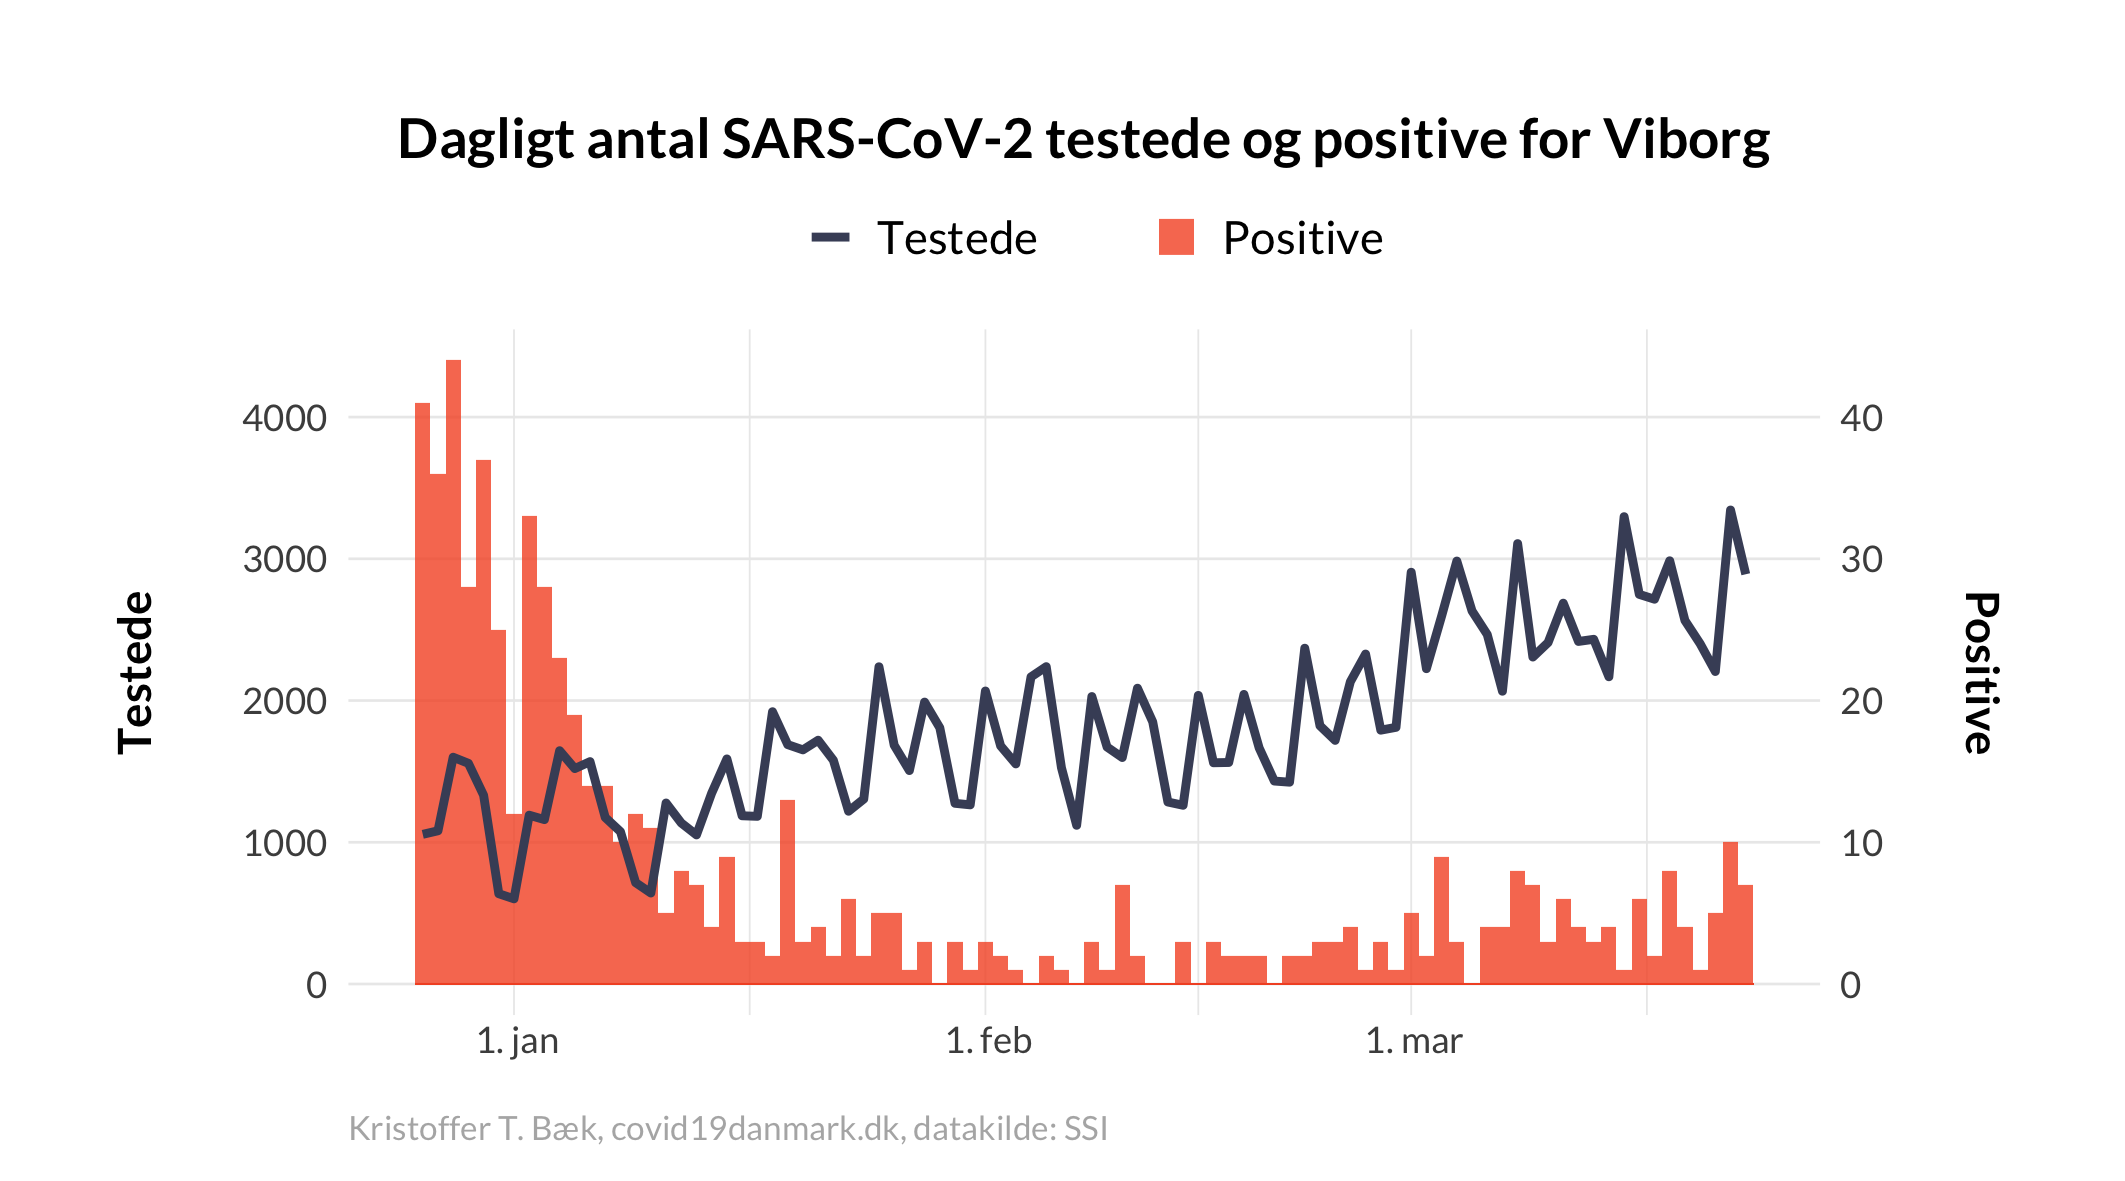 Dagligt antal SARS-CoV-2 testede og positive for Viborg
Testede
Positive
Testede
4000
3000
2000
1000
0
40
30
20
10
0
Positive
1. jan
1. feb
1. mar
Kristoffer T. Bæk, covid19danmark.dk, datakilde: SSI